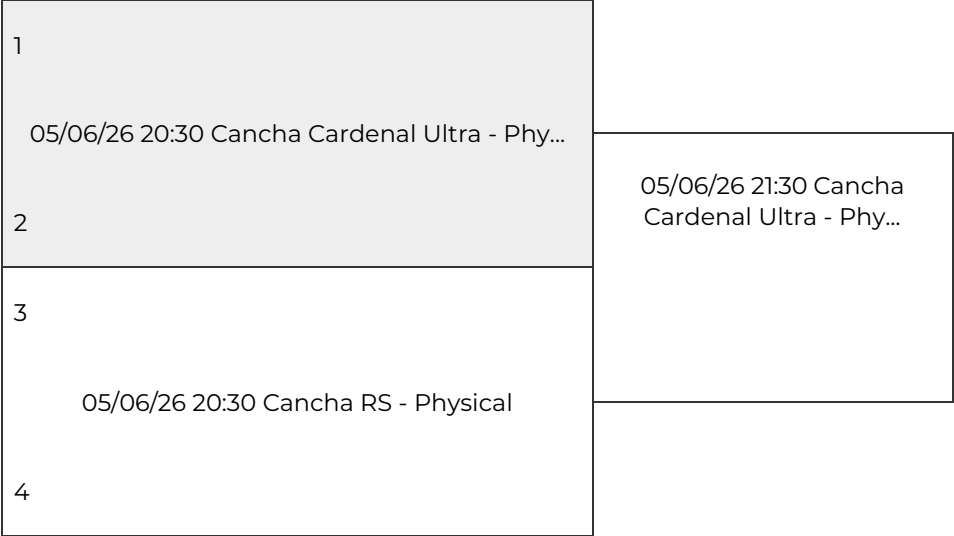 1
05/06/26 20:30 Cancha Cardenal Ultra - Phy...
2
3
05/06/26 20:30 Cancha RS - Physical
4
05/06/26 21:30 Cancha
Cardenal Ultra - Phy...